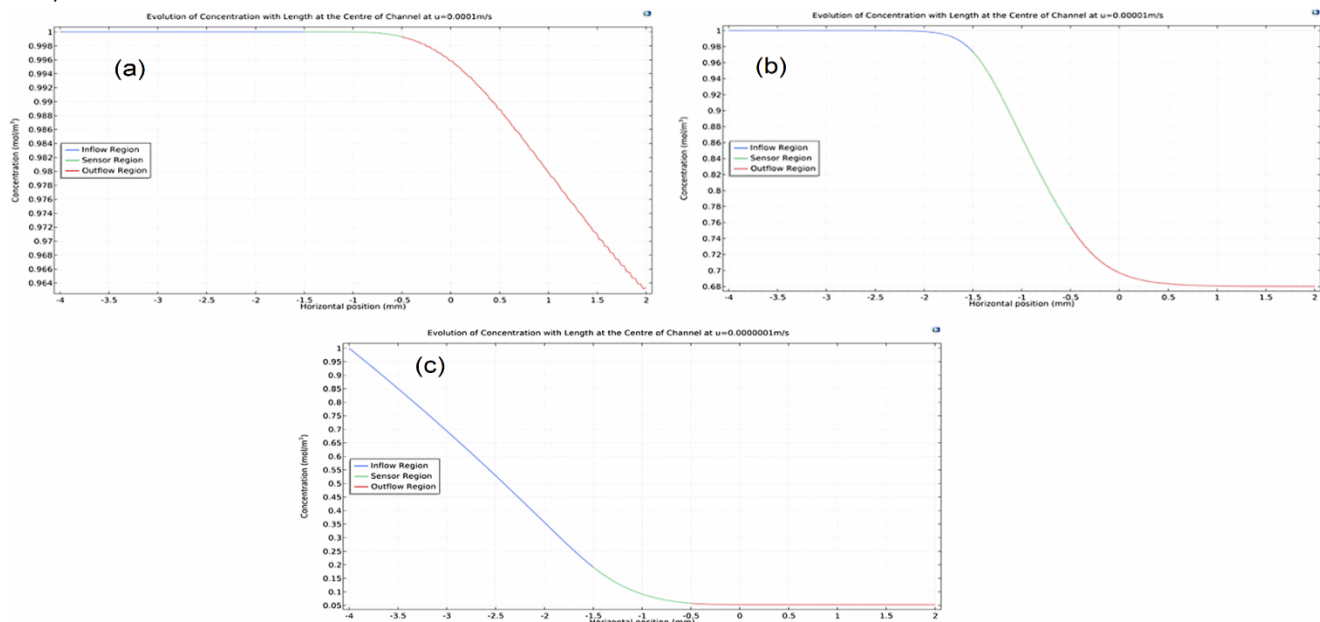 Evolution of Concentration with Length at the Centre of Channel at u=0.0001m/s
(a)
1
0.998
0.996
0.994
0.992
0.99
0.988
0.986
0.984
0.982
0.98
0.978
0.976
0.974
0.972
0.97
0.968
0.966
0.964
Concentration (mol/m³)
Inflow Region
Sensor Region
Outflow Region
-4 -3.5 -3 -2.5 -2 -1.5 -1 -0.5 0 0.5 1 1.5 2
Horizontal position (mm)
Evolution of Concentration with Length at the Centre of Channel at u=0.00001m/s
(b)
1
0.98
0.96
0.94
0.92
0.9
0.88
0.86
0.84
0.82
0.8
0.78
0.76
0.74
0.72
0.7
0.68
Concentration (mol/m³)
Inflow Region
Sensor Region
Outflow Region
-4 -3.5 -3 -2.5 -2 -1.5 -1 -0.5 0 0.5 1 1.5 2
Horizontal position (mm)
Evolution of Concentration with Length at the Centre of Channel at u=0.0000001m/s
(c)
1
0.95
0.9
0.85
0.8
0.75
0.7
0.65
0.6
0.55
0.5
0.45
0.4
0.35
0.3
0.25
0.2
0.15
0.1
0.05
Concentration (mol/m³)
Inflow Region
Sensor Region
Outflow Region
-4 -3.5 -3 -2.5 -2 -1.5 -1 -0.5 0 0.5 1 1.5 2
Horizontal position (mm)